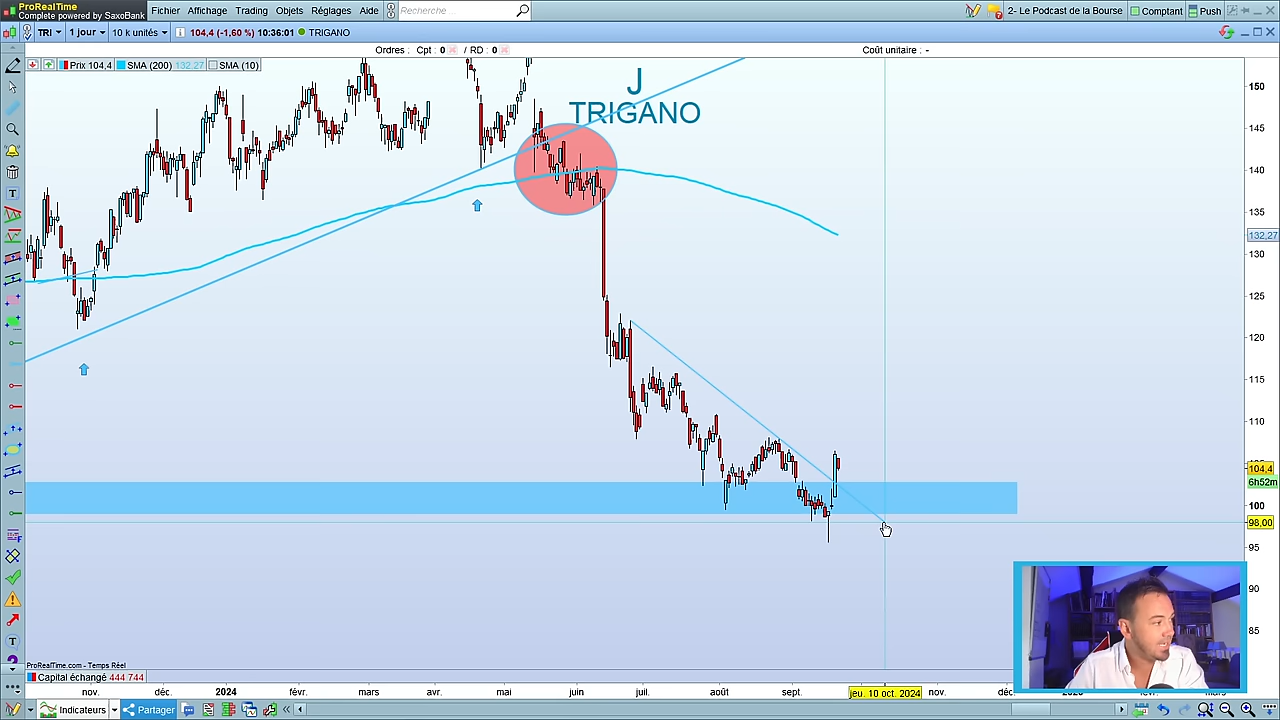 ProRealTime
Complete powered by SaxoBank
Fichier Affichage Trading Objets Réglages Aide
Recherche...
2- Le Podcast de la Bourse
Comptant
Push
TRI 1 jour 10 k unités i 104,4 (-1,60 %) 10:36:01 TRIGANO
Ordres : Cpt : 0 / RD : 0
Coût unitaire : -
Prix 104,4 SMA (200) 132,27 SMA (10)
J
TRIGANO
150
145
140
135
132,27
130
125
120
115
110
104,4
6h52m
100
98,00
95
90
85
ProRealTime.com - Temps Réel
Capital échangé 444 744
nov. déc. 2024 févr. mars avr. mai juin juil. août sept. jeu. 10 oct. 2024 nov.
Indicateurs
Partager